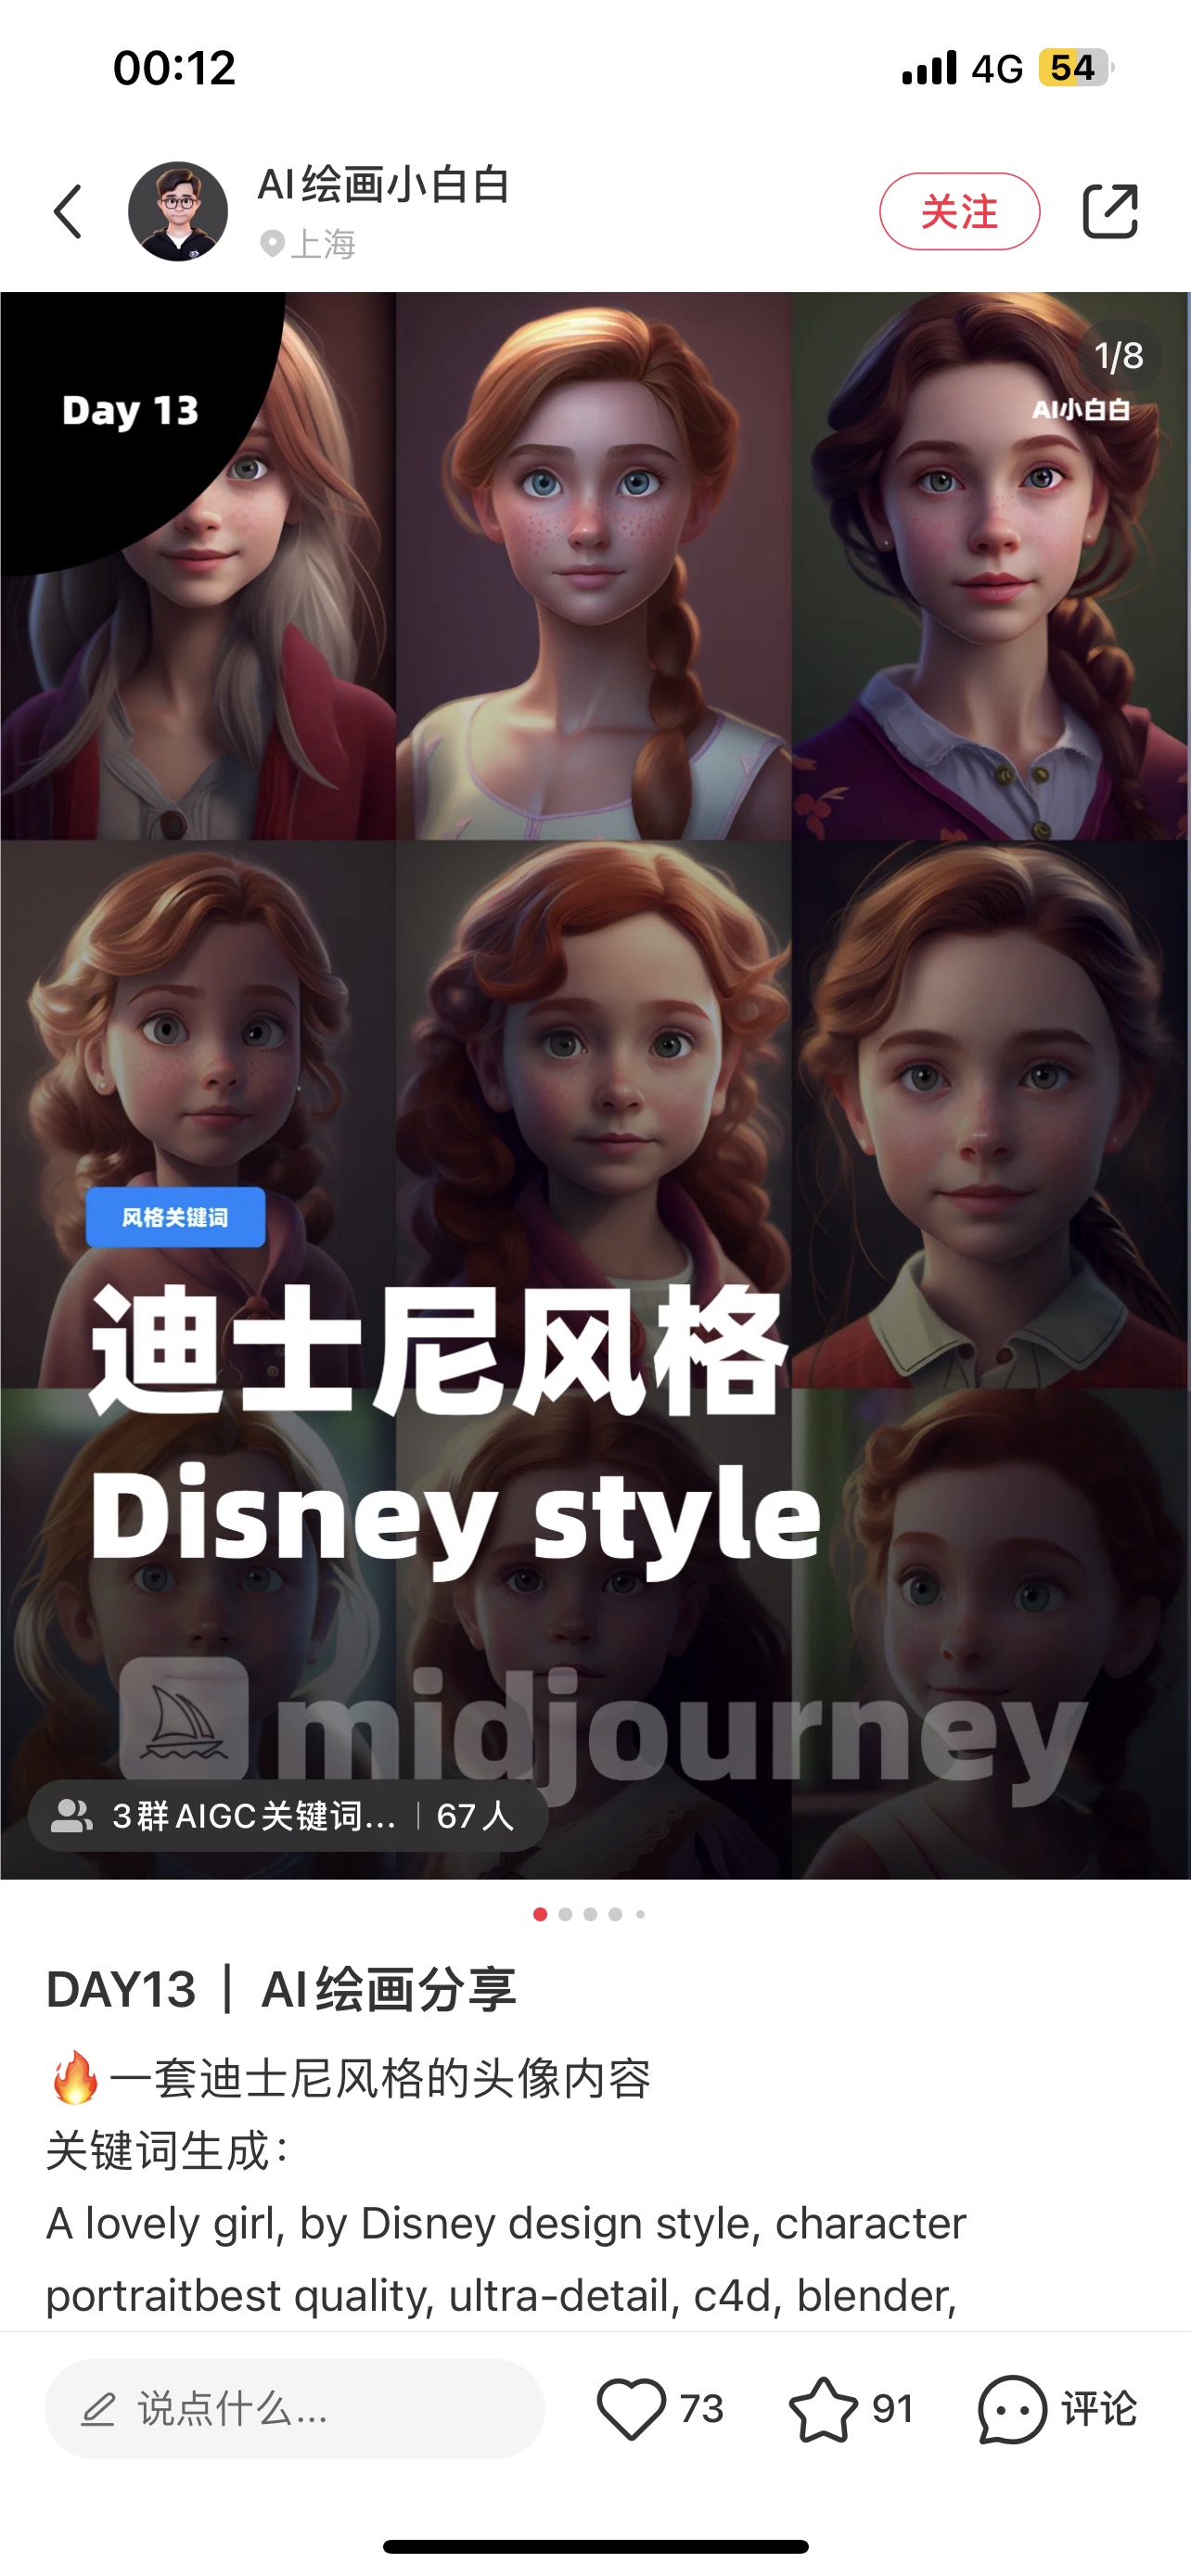 00:12
4G 54
AI绘画小白白
上海
关注
1/8
Day 13
AI小白白
风格关键词
迪士尼风格
Disney style
midjourney
3群AIGC关键词... | 67人
DAY13 | AI绘画分享
🔥一套迪士尼风格的头像内容
关键词生成:
A lovely girl, by Disney design style, character
portraitbest quality, ultra-detail, c4d, blender,
说点什么...
73
91
评论